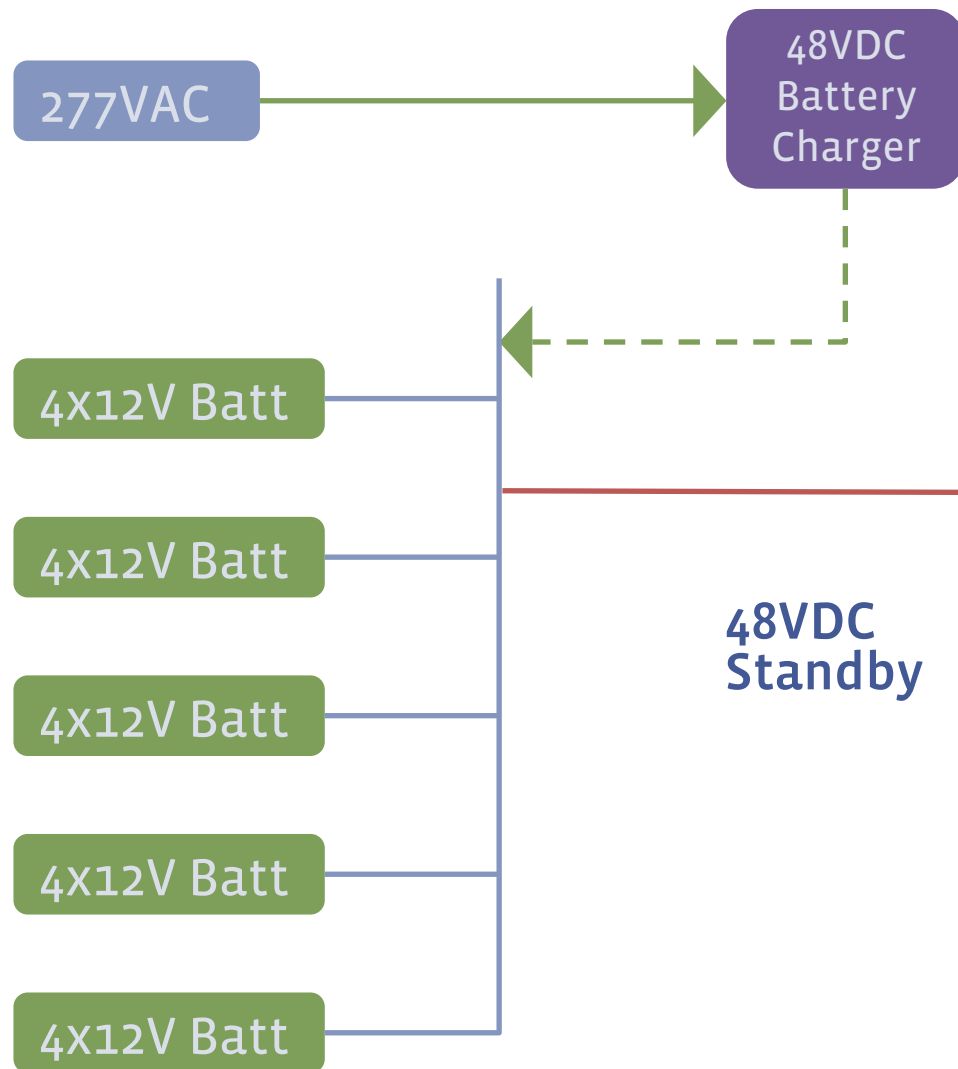 277VAC
48VDC
Battery
Charger
4x12V Batt
4x12V Batt
48VDC
Standby
4x12V Batt
4x12V Batt
4x12V Batt